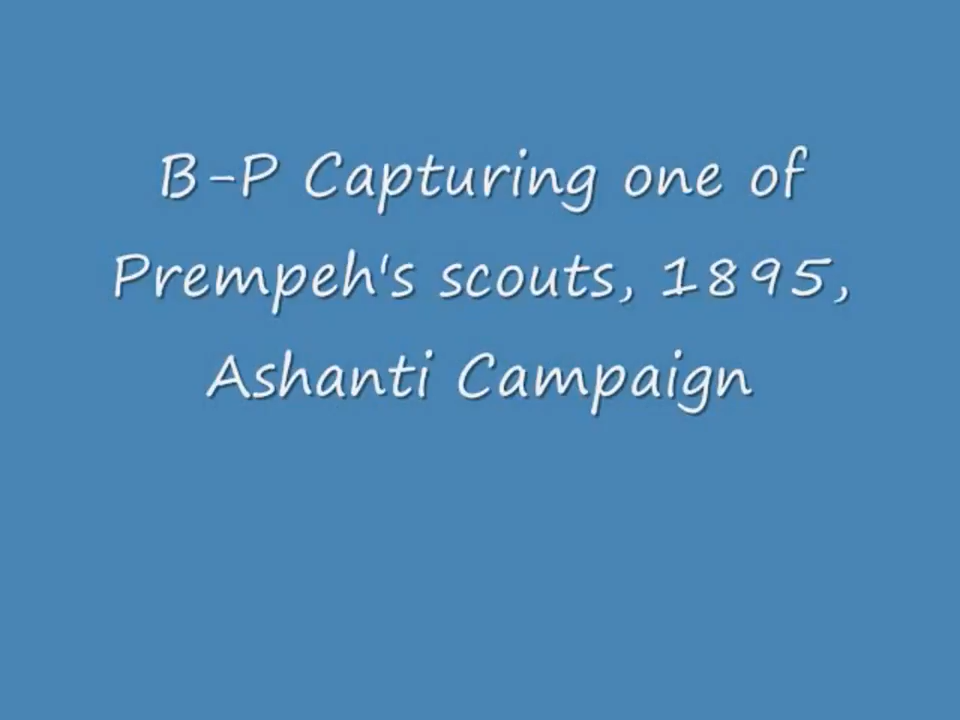 B-P Capturing one of
Prempeh's scouts, 1895,
Ashanti Campaign